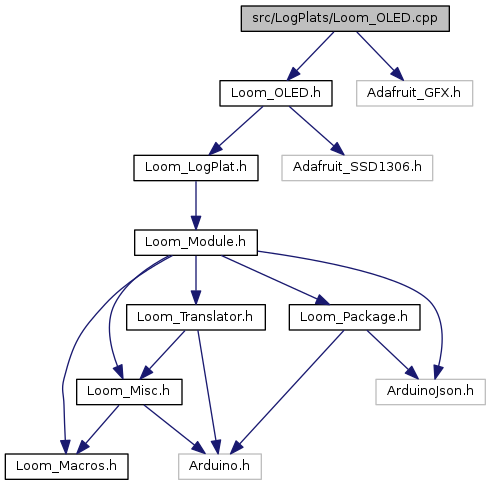 src/LogPlats/Loom_OLED.cpp
Loom_OLED.h
Adafruit_GFX.h
Loom_LogPlat.h
Adafruit_SSD1306.h
Loom_Module.h
Loom_Translator.h
Loom_Package.h
Loom_Misc.h
ArduinoJson.h
Loom_Macros.h
Arduino.h